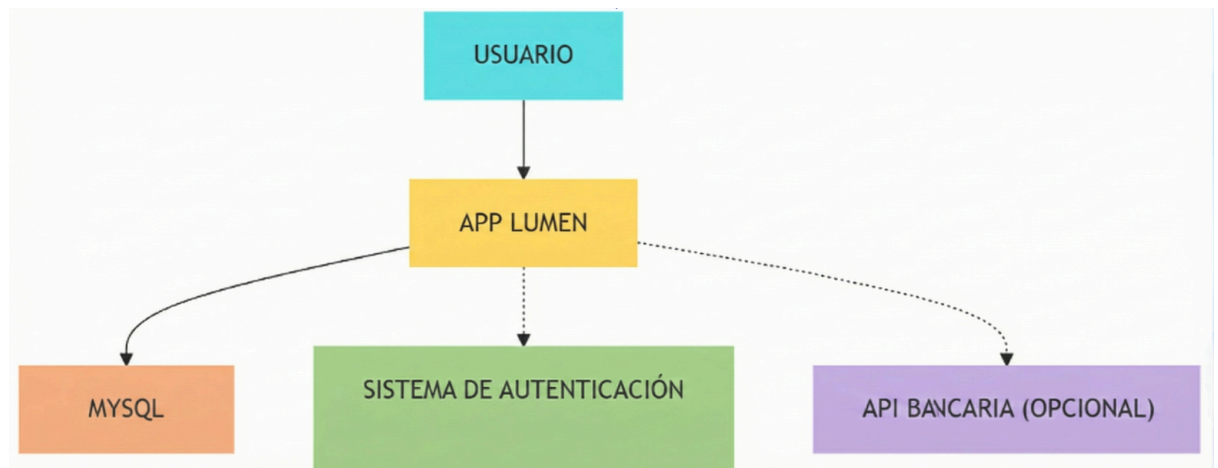 USUARIO
APP LUMEN
MYSQL
SISTEMA DE AUTENTICACIÓN
API BANCARIA (OPCIONAL)